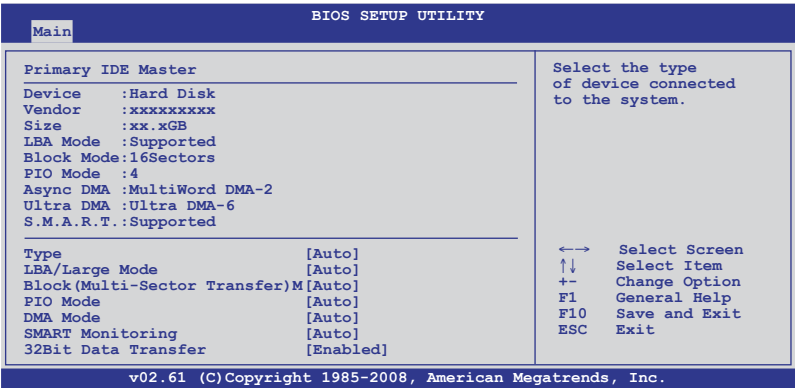 BIOS SETUP UTILITY
Main
Primary IDE Master
Device :Hard Disk
Vendor :xxxxxxxxx
Size :xx.xGB
LBA Mode :Supported
Block Mode:16Sectors
PIO Mode :4
Async DMA :MultiWord DMA-2
Ultra DMA :Ultra DMA-6
S.M.A.R.T.:Supported
Type [Auto]
LBA/Large Mode [Auto]
Block(Multi-Sector Transfer)M[Auto]
PIO Mode [Auto]
DMA Mode [Auto]
SMART Monitoring [Auto]
32Bit Data Transfer [Enabled]
Select the type
of device connected
to the system.
←→ Select Screen
↑↓ Select Item
+- Change Option
F1 General Help
F10 Save and Exit
ESC Exit
v02.61 (C)Copyright 1985-2008, American Megatrends, Inc.